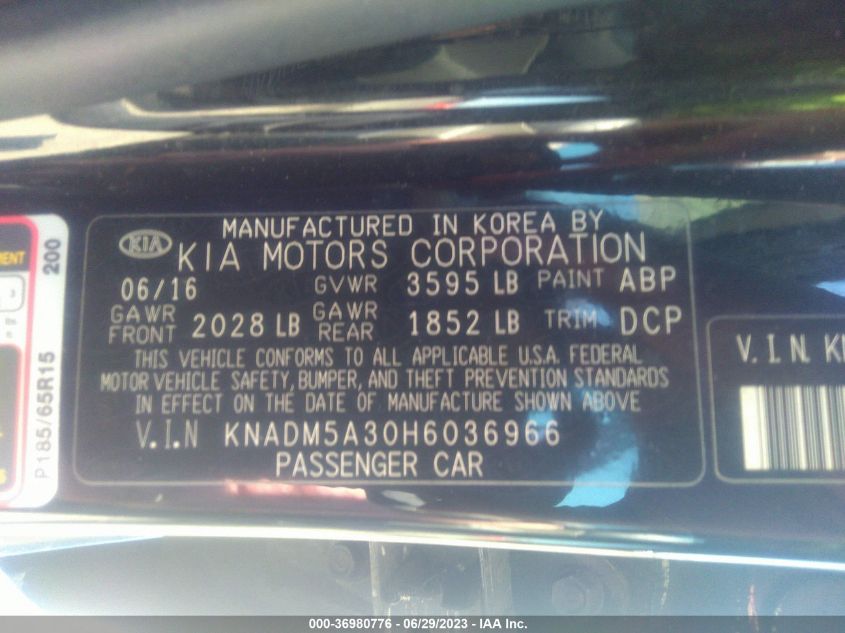 MANUFACTURED IN KOREA BY
KIA KIA MOTORS CORPORATION
06/16 GVWR 3595 LB PAINT ABP
GAWR FRONT 2028 LB GAWR REAR 1852 LB TRIM DCP
THIS VEHICLE CONFORMS TO ALL APPLICABLE U.S.A. FEDERAL
MOTOR VEHICLE SAFETY, BUMPER, AND THEFT PREVENTION STANDARDS
IN EFFECT ON THE DATE OF MANUFACTURE SHOWN ABOVE
V.I.N KNADM5A30H6036966
PASSENGER CAR
200
P185/65R15
V.I.N.
000-36980776 - 06/29/2023 - IAA Inc.